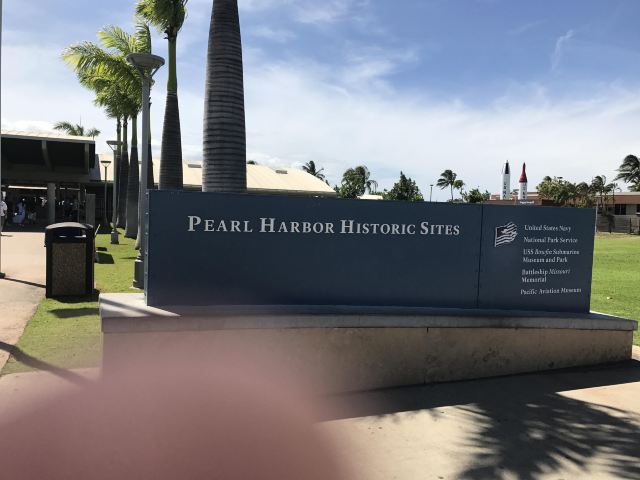 Pearl Harbor Historic Sites
United States Navy
National Park Service
USS Bowfin Submarine
Museum and Park
Battleship Missouri
Memorial
Pacific Aviation Museum